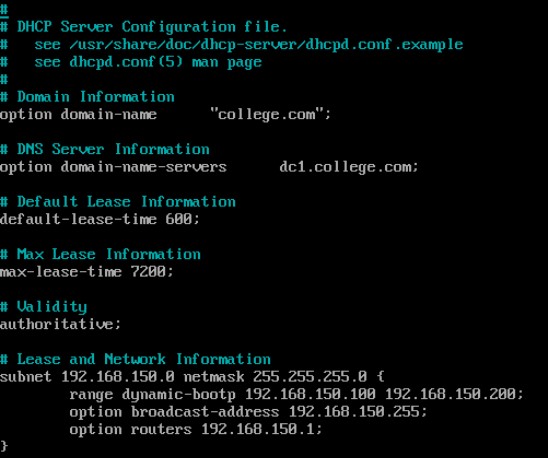 #
# DHCP Server Configuration file.
#   see /usr/share/doc/dhcp-server/dhcpd.conf.example
#   see dhcpd.conf(5) man page
#
# Domain Information
option domain-name      "college.com";

# DNS Server Information
option domain-name-servers      dc1.college.com;

# Default Lease Information
default-lease-time 600;

# Max Lease Information
max-lease-time 7200;

# Validity
authoritative;

# Lease and Network Information
subnet 192.168.150.0 netmask 255.255.255.0 {
        range dynamic-bootp 192.168.150.100 192.168.150.200;
        option broadcast-address 192.168.150.255;
        option routers 192.168.150.1;
}